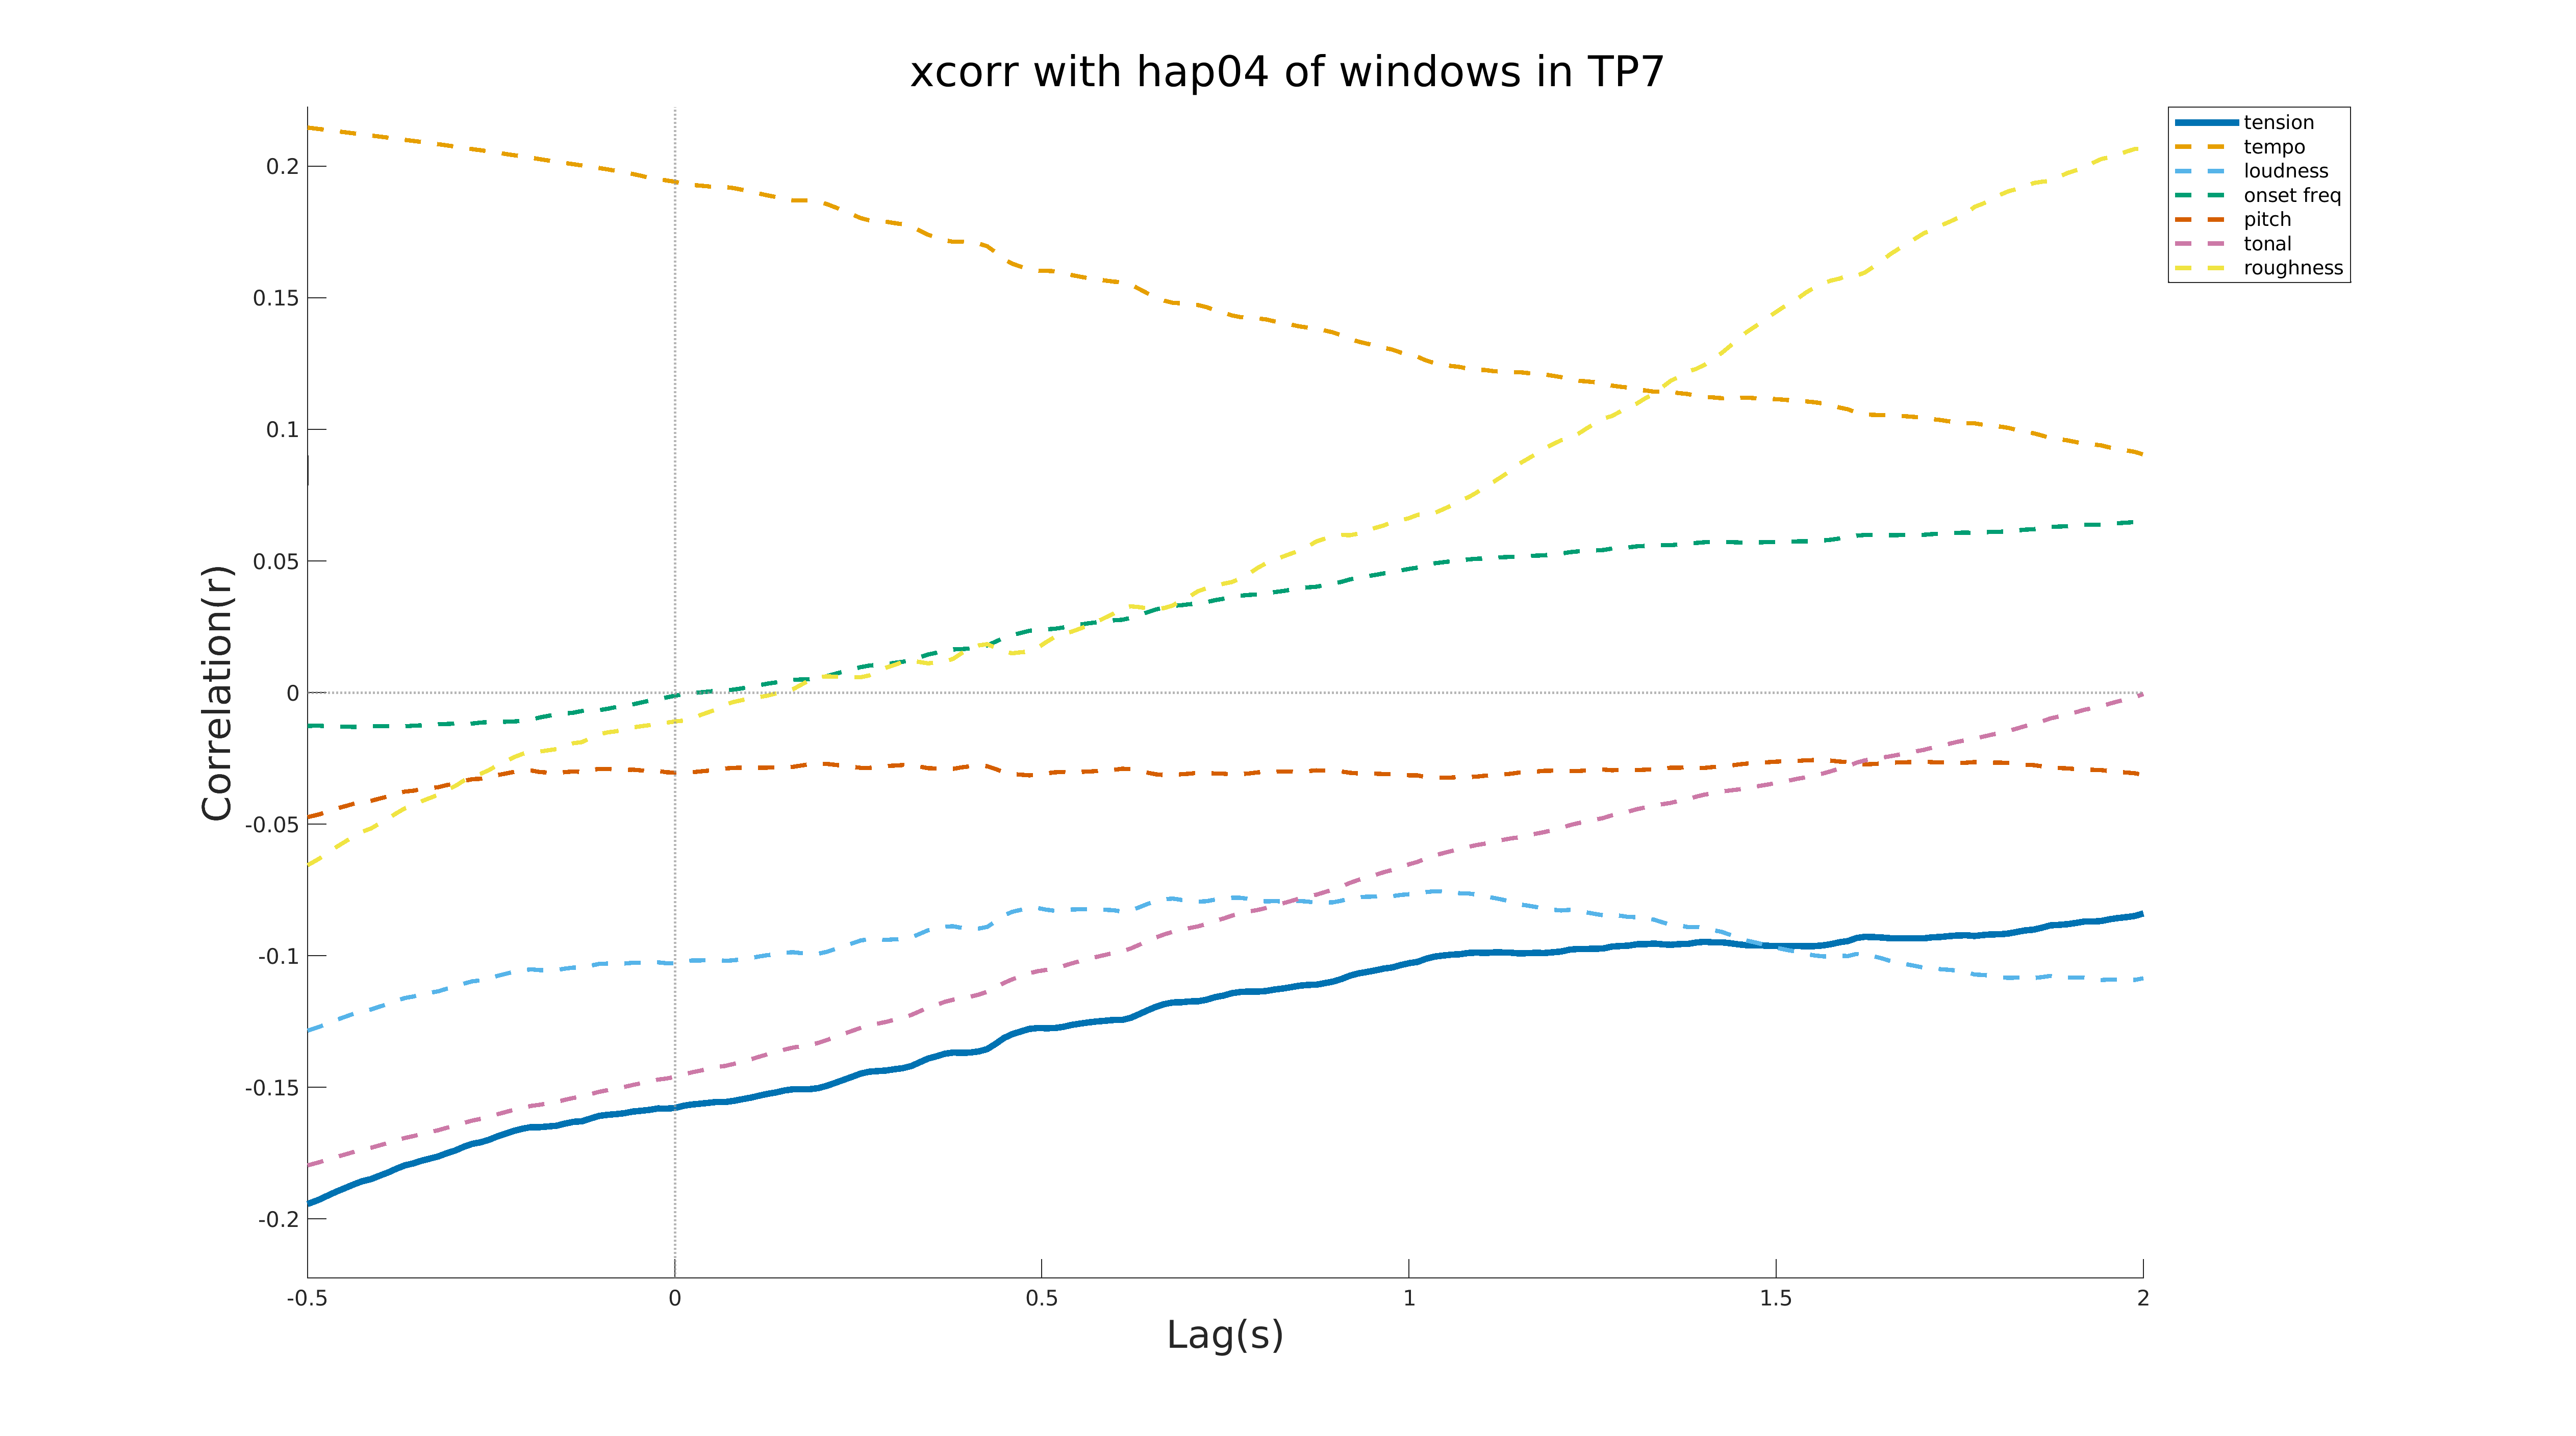 xcorr with hap04 of windows in TP7
tension
tempo
loudness
onset freq
pitch
tonal
roughness
Correlation(r)
0.2
0.15
0.1
0.05
0
-0.05
-0.1
-0.15
-0.2
-0.5
0
0.5
1
1.5
2
Lag(s)